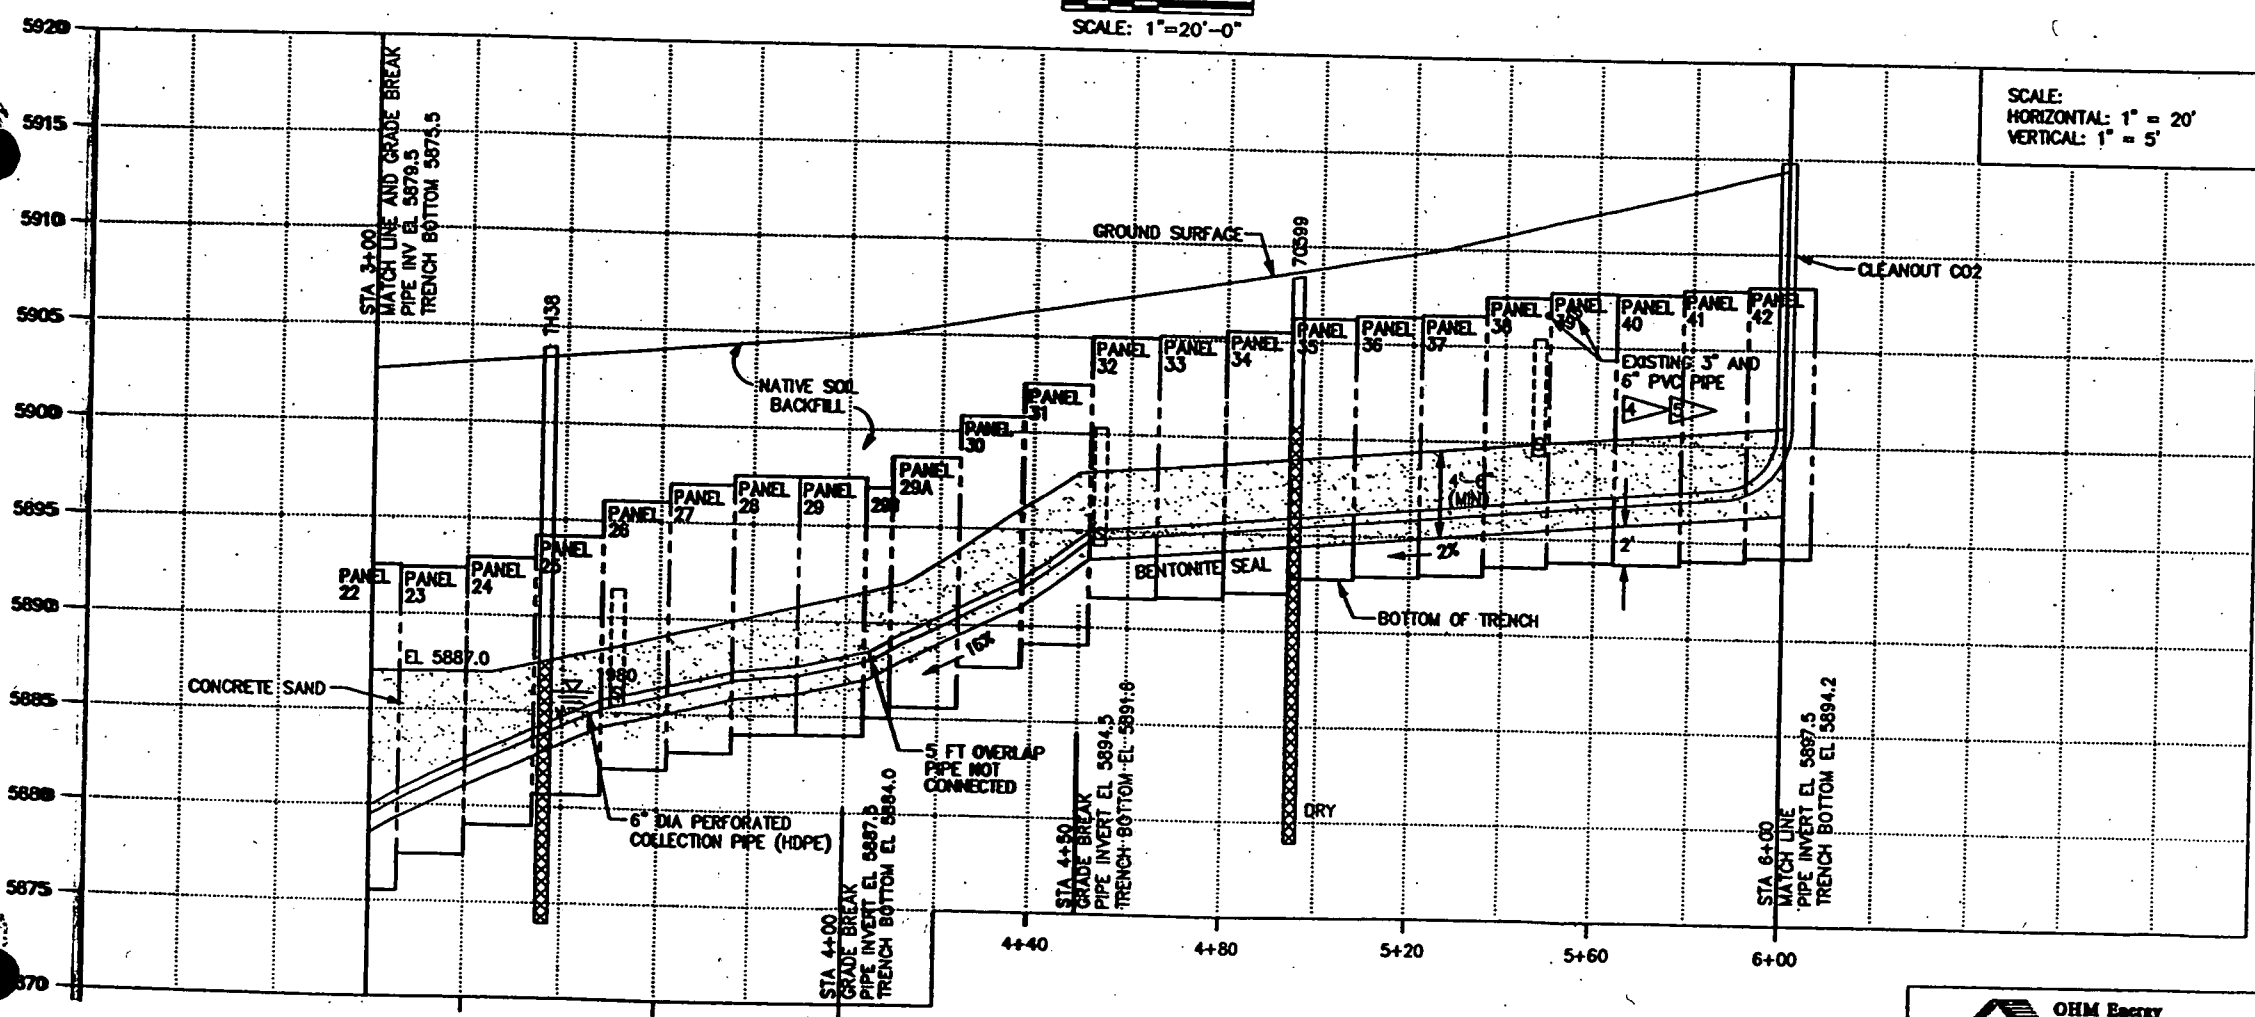 SCALE: 1"=20'-0"
SCALE:
HORIZONTAL: 1" = 20'
VERTICAL: 1" = 5'
5920
5915
5910
5905
5900
5895
5890
5885
5880
5875
STA 3+00
MATCH LINE AND GRADE BREAK
PIPE INV EL 5879.5
TRENCH BOTTOM 5875.5
TH38
GROUND SURFACE
70599
CLEANOUT CO2
NATIVE SOIL
BACKFILL
PANEL
22
PANEL
23
PANEL
24
PANEL
25
PANEL
26
PANEL
27
PANEL
28
PANEL
29
PANEL
29A
PANEL
30
PANEL
31
PANEL
32
PANEL
33
PANEL
34
PANEL
35
PANEL
36
PANEL
37
PANEL
38
PANEL
PANEL
40
PANEL
41
PANEL
42
EXISTING 3" AND
6" PVC PIPE
4
5
(MIN)
2%
2'
BENTONITE SEAL
BOTTOM OF TRENCH
EL 5887.0
CONCRETE SAND
16%
5 FT OVERLAP
PIPE NOT
CONNECTED
6" DIA PERFORATED
COLLECTION PIPE (HDPE)
DRY
STA 4+00
GRADE BREAK
PIPE INVERT EL 5887.5
TRENCH BOTTOM EL 5884.0
STA 4+50
GRADE BREAK
PIPE INVERT EL 5894.5
TRENCH BOTTOM EL 5891.6
STA 6+00
MATCH LINE
PIPE INVERT EL 5897.5
TRENCH BOTTOM EL 5894.2
4+40
4+80
5+20
5+60
6+00
OHM Energy